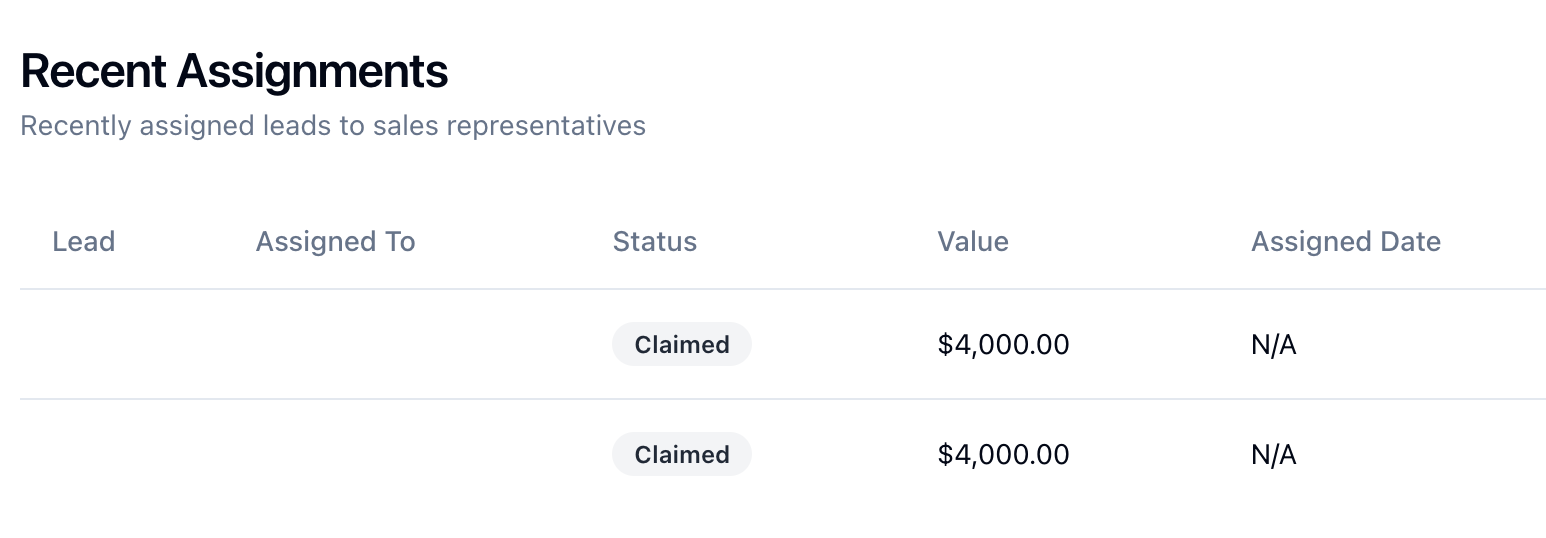 Recent Assignments
Recently assigned leads to sales representatives
Lead Assigned To Status Value Assigned Date
Claimed $4,000.00 N/A
Claimed $4,000.00 N/A